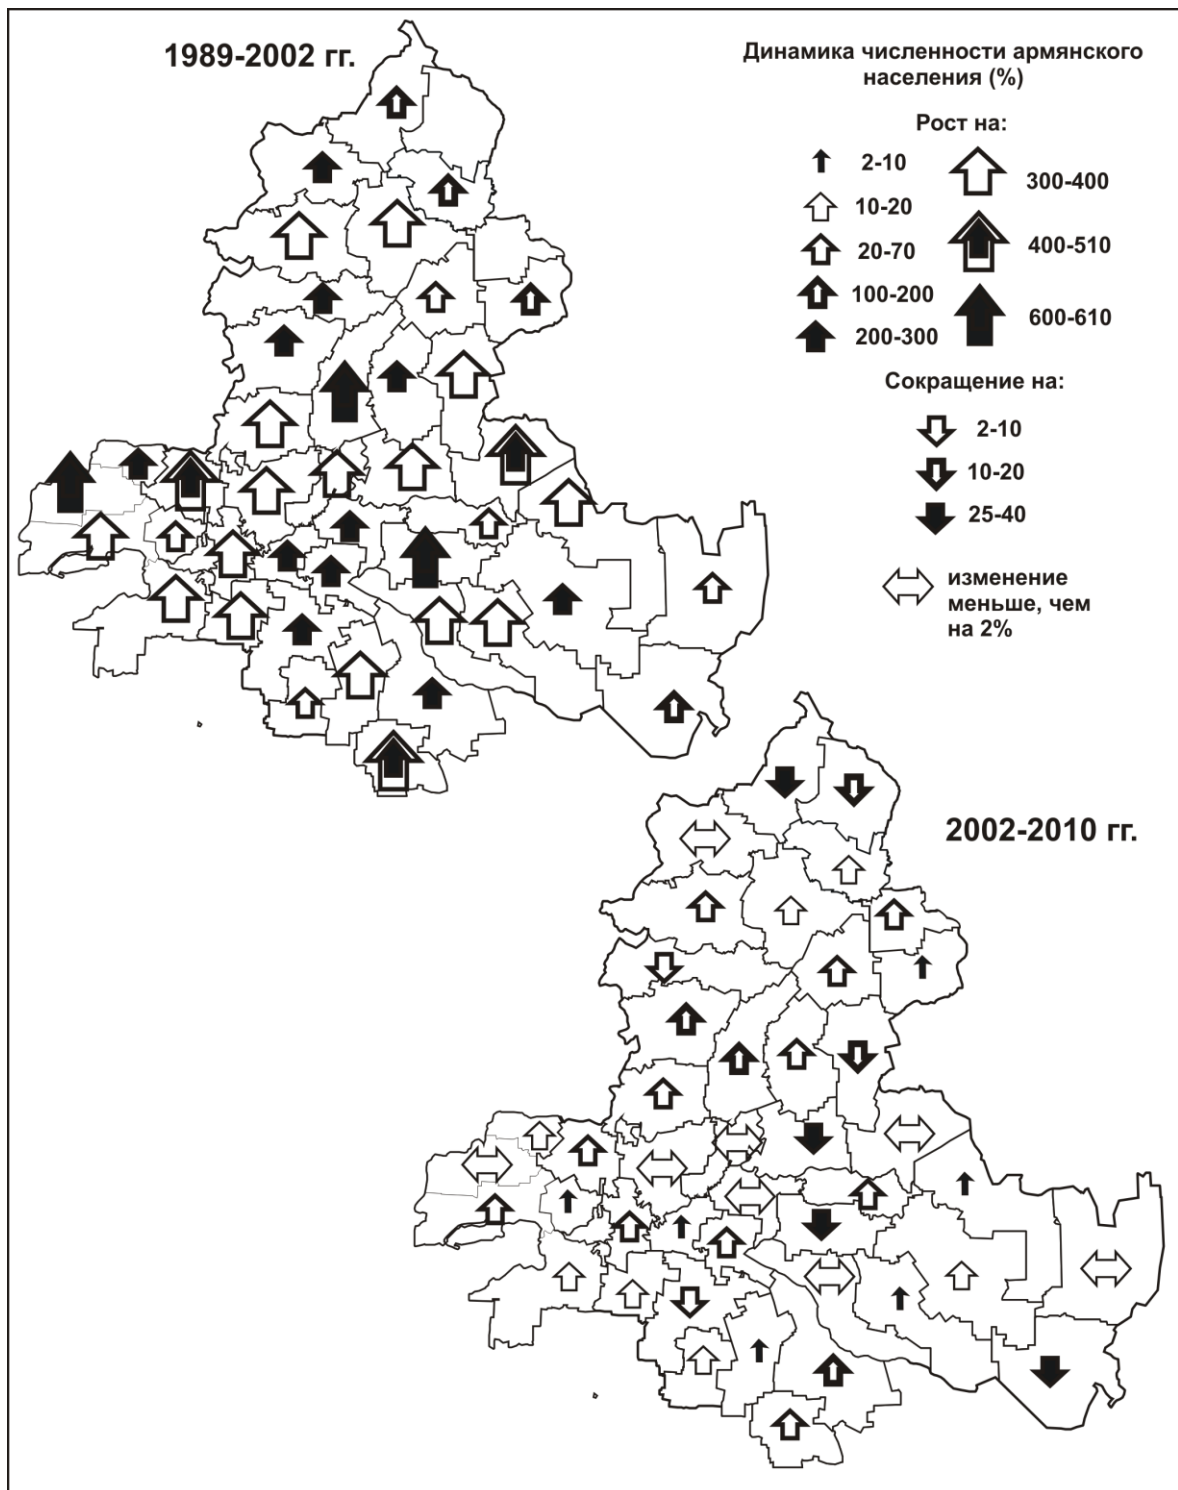 1989-2002 гг.
Динамика численности армянского
населения (%)
Рост на:
2-10
10-20
20-70
100-200
200-300
300-400
400-510
600-610
Сокращение на:
2-10
10-20
25-40
изменение
меньше, чем
на 2%
2002-2010 гг.